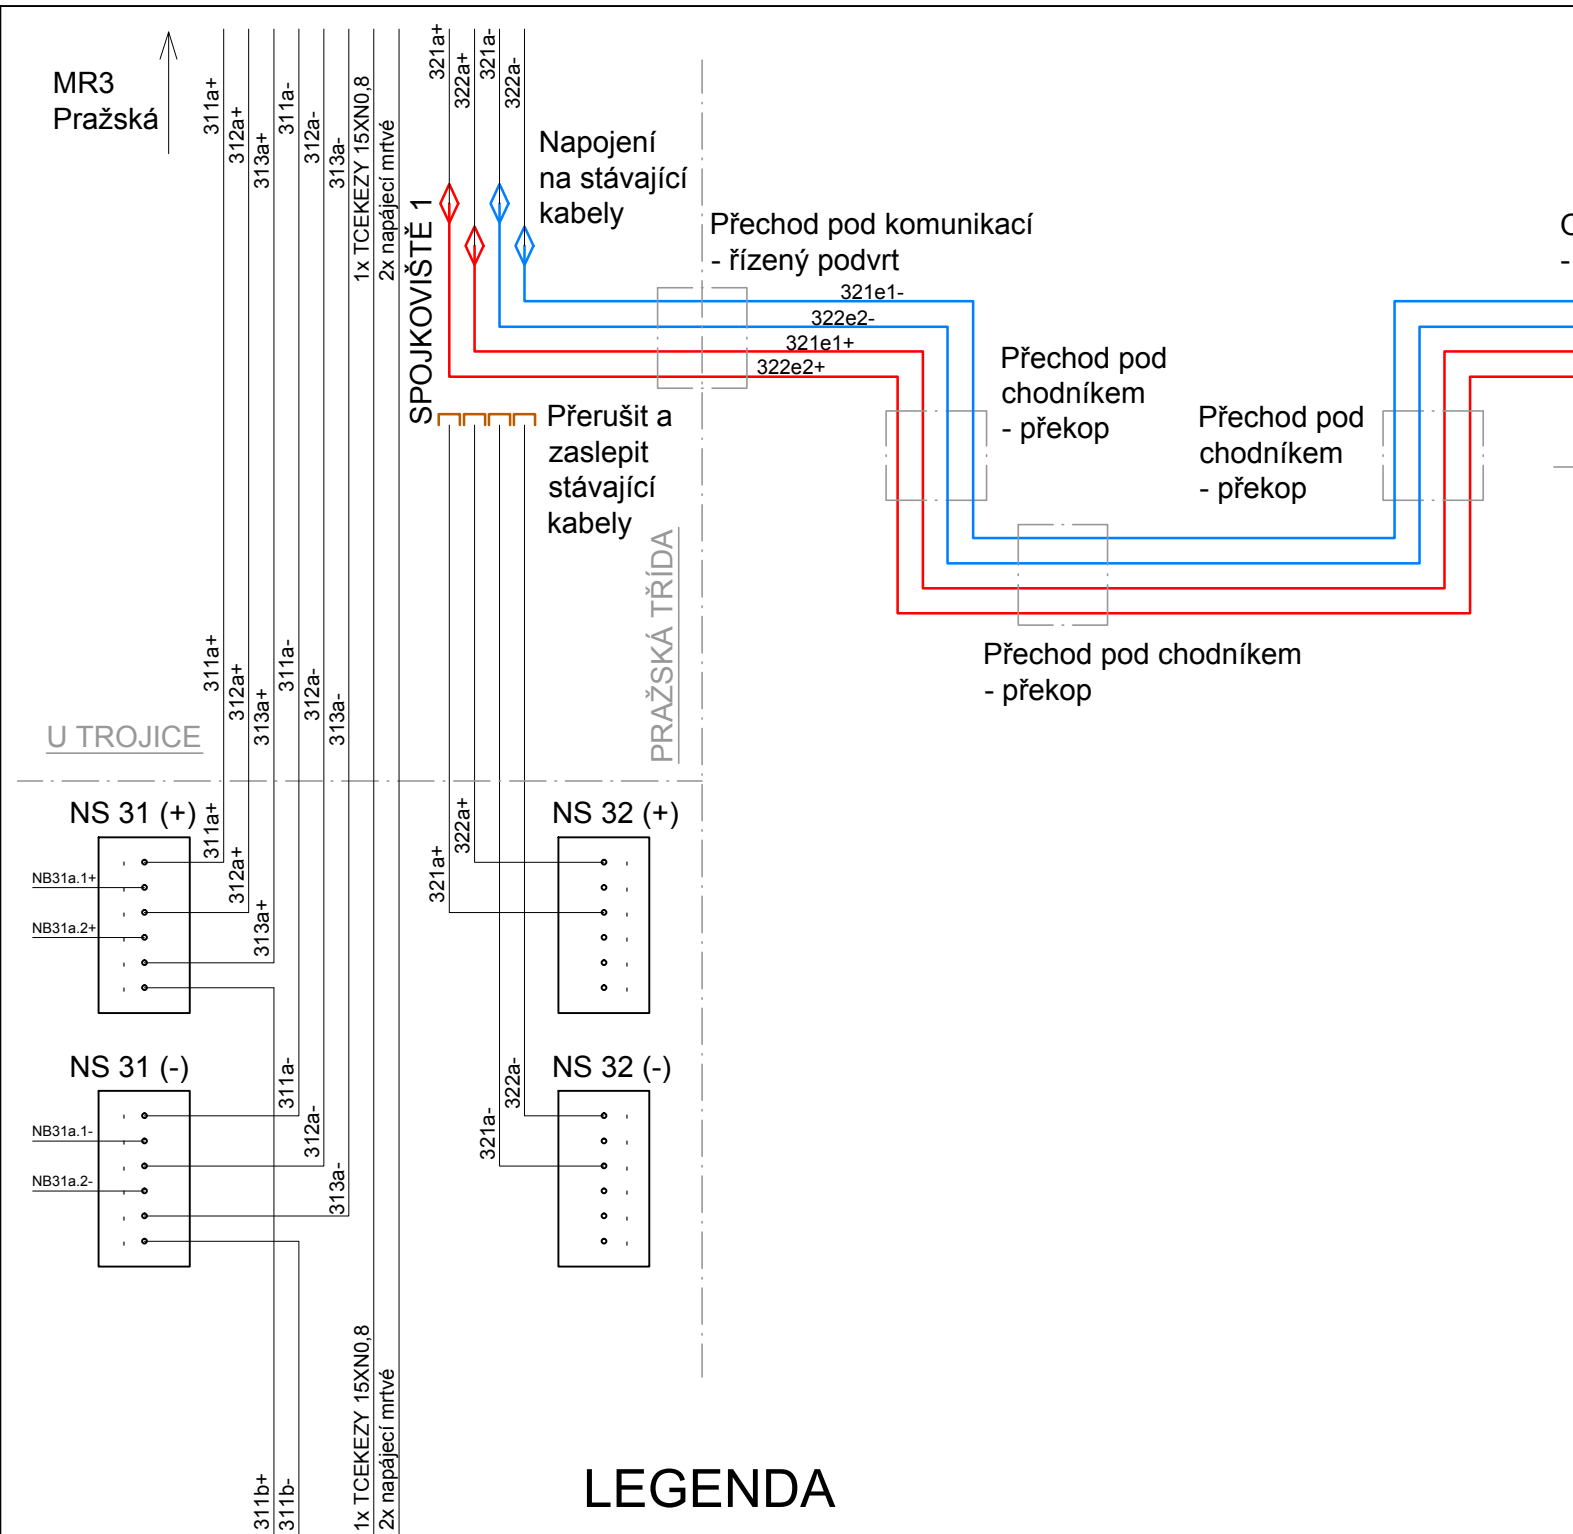 MR3
Pražská
311a+
312a+
313a+
311a-
312a-
313a-
1x TCEKEZY 15XN0,8
2x napájecí mrtvé
321a+
322a+
321a-
322a-
Napojení
na stávající
kabely
SPOJKOVIŠTĚ 1
Přechod pod komunikací
- řízený podvrt
321e1-
322e2-
321e1+
322e2+
Přechod pod
chodníkem
- překop
Přechod pod
chodníkem
- překop
Přerušit a
zaslepit
stávající
kabely
PRAŽSKÁ TŘÍDA
Přechod pod chodníkem
- překop
311a+
312a+
313a+
311a-
312a-
313a-
U TROJICE
NS 31 (+)
311a+
312a+
313a+
NB31a.1+
NB31a.2+
321a+
322a+
NS 32 (+)
NS 31 (-)
311a-
312a-
313a-
NB31a.1-
NB31a.2-
321a-
322a-
NS 32 (-)
311b+
311b-
1x TCEKEZY 15XN0,8
2x napájecí mrtvé
LEGENDA